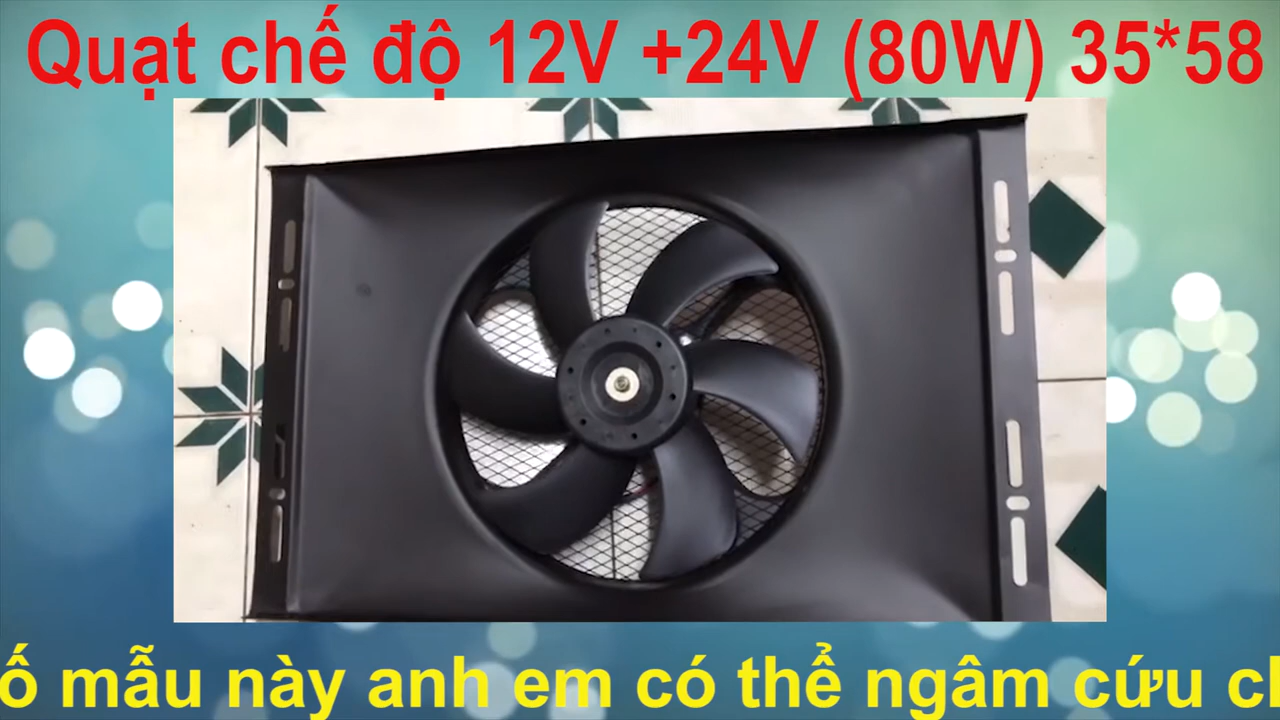 Quạt chế độ 12V +24V (80W) 35*58
mẫu này anh em có thể ngâm cứu